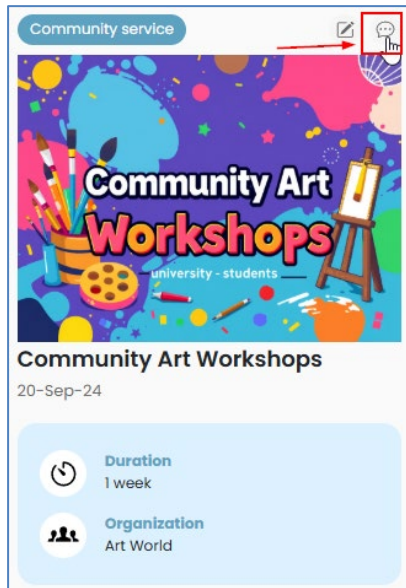 Community service
Community Art
Workshops
university - students
Community Art Workshops
20-Sep-24
Duration
1 week
Organization
Art World